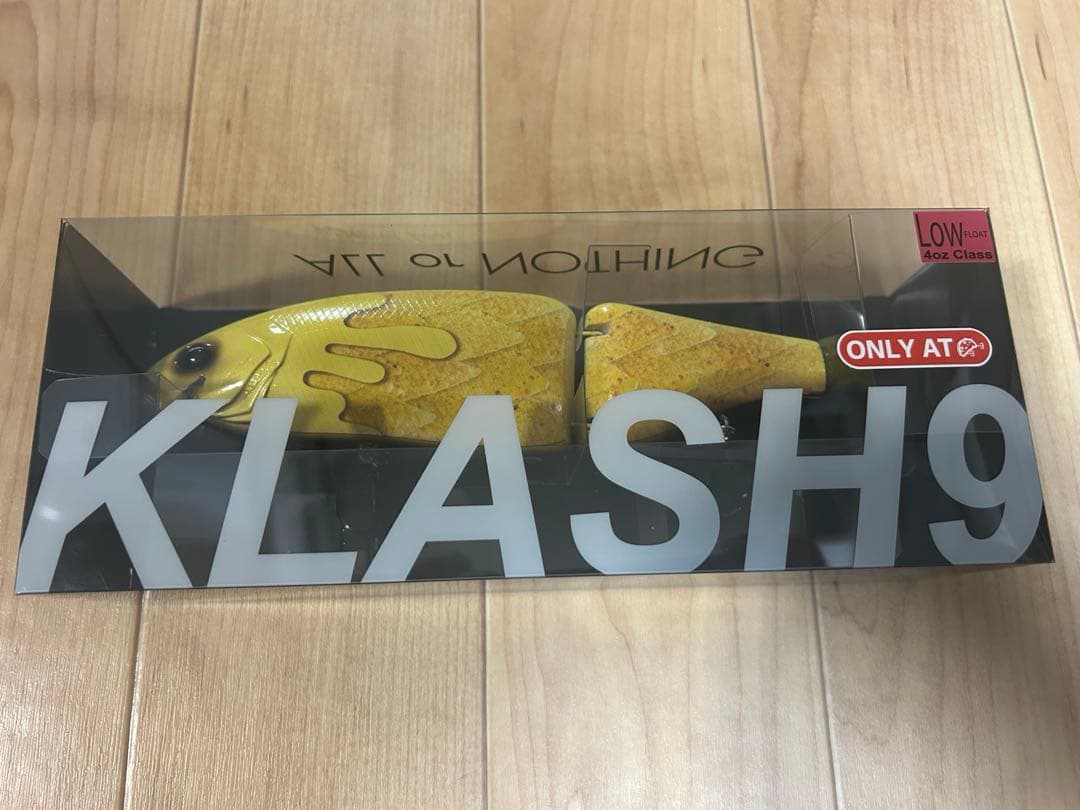 ALL or NOTHING
LOW FLOAT
4oz Class
ONLY AT
KLASH9